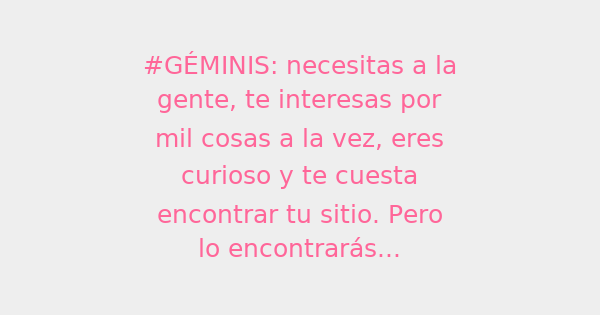 #GÉMINIS: necesitas a la
gente, te interesas por
mil cosas a la vez, eres
curioso y te cuesta
encontrar tu sitio. Pero
lo encontrarás...